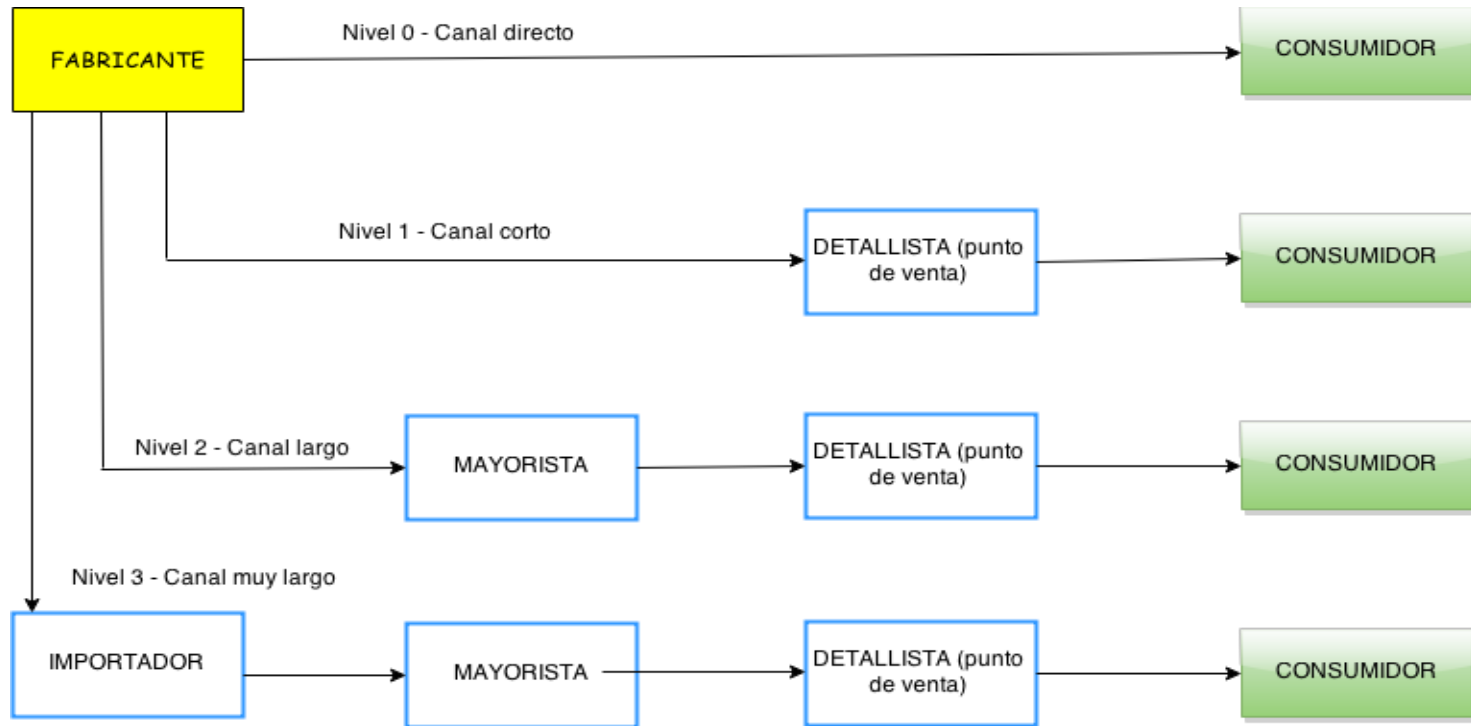 Nivel 0 - Canal directo
FABRICANTE
CONSUMIDOR
Nivel 1 - Canal corto
DETALLISTA (punto
de venta)
CONSUMIDOR
Nivel 2 - Canal largo
MAYORISTA
DETALLISTA (punto
de venta)
CONSUMIDOR
Nivel 3 - Canal muy largo
IMPORTADOR
MAYORISTA
DETALLISTA (punto
de venta)
CONSUMIDOR